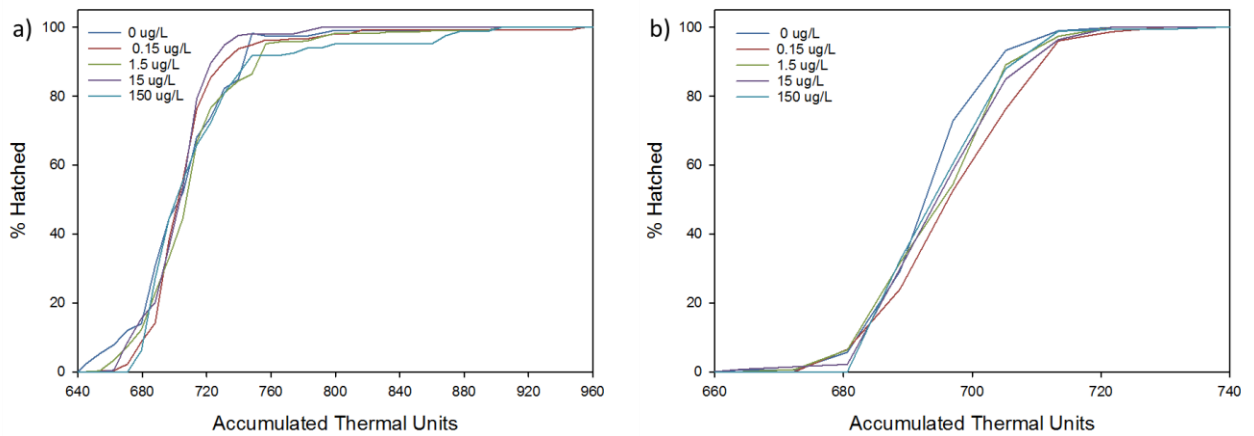 a)
100
80
60
40
20
0
% Hatched
0 ug/L
0.15 ug/L
1.5 ug/L
15 ug/L
150 ug/L
640 680 720 760 800 840 880 920 960
Accumulated Thermal Units
b)
100
80
60
40
20
0
% Hatched
0 ug/L
0.15 ug/L
1.5 ug/L
15 ug/L
150 ug/L
660 680 700 720 740
Accumulated Thermal Units